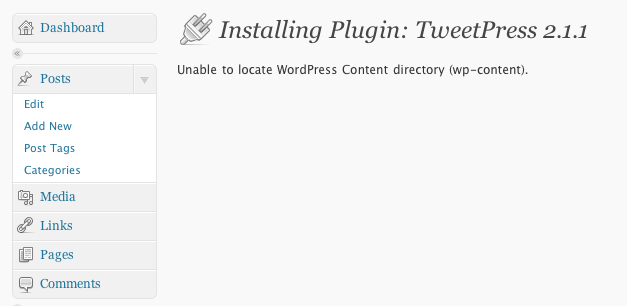 Dashboard
Posts
Edit
Add New
Post Tags
Categories
Media
Links
Pages
Comments
Installing Plugin: TweetPress 2.1.1
Unable to locate WordPress Content directory (wp-content).